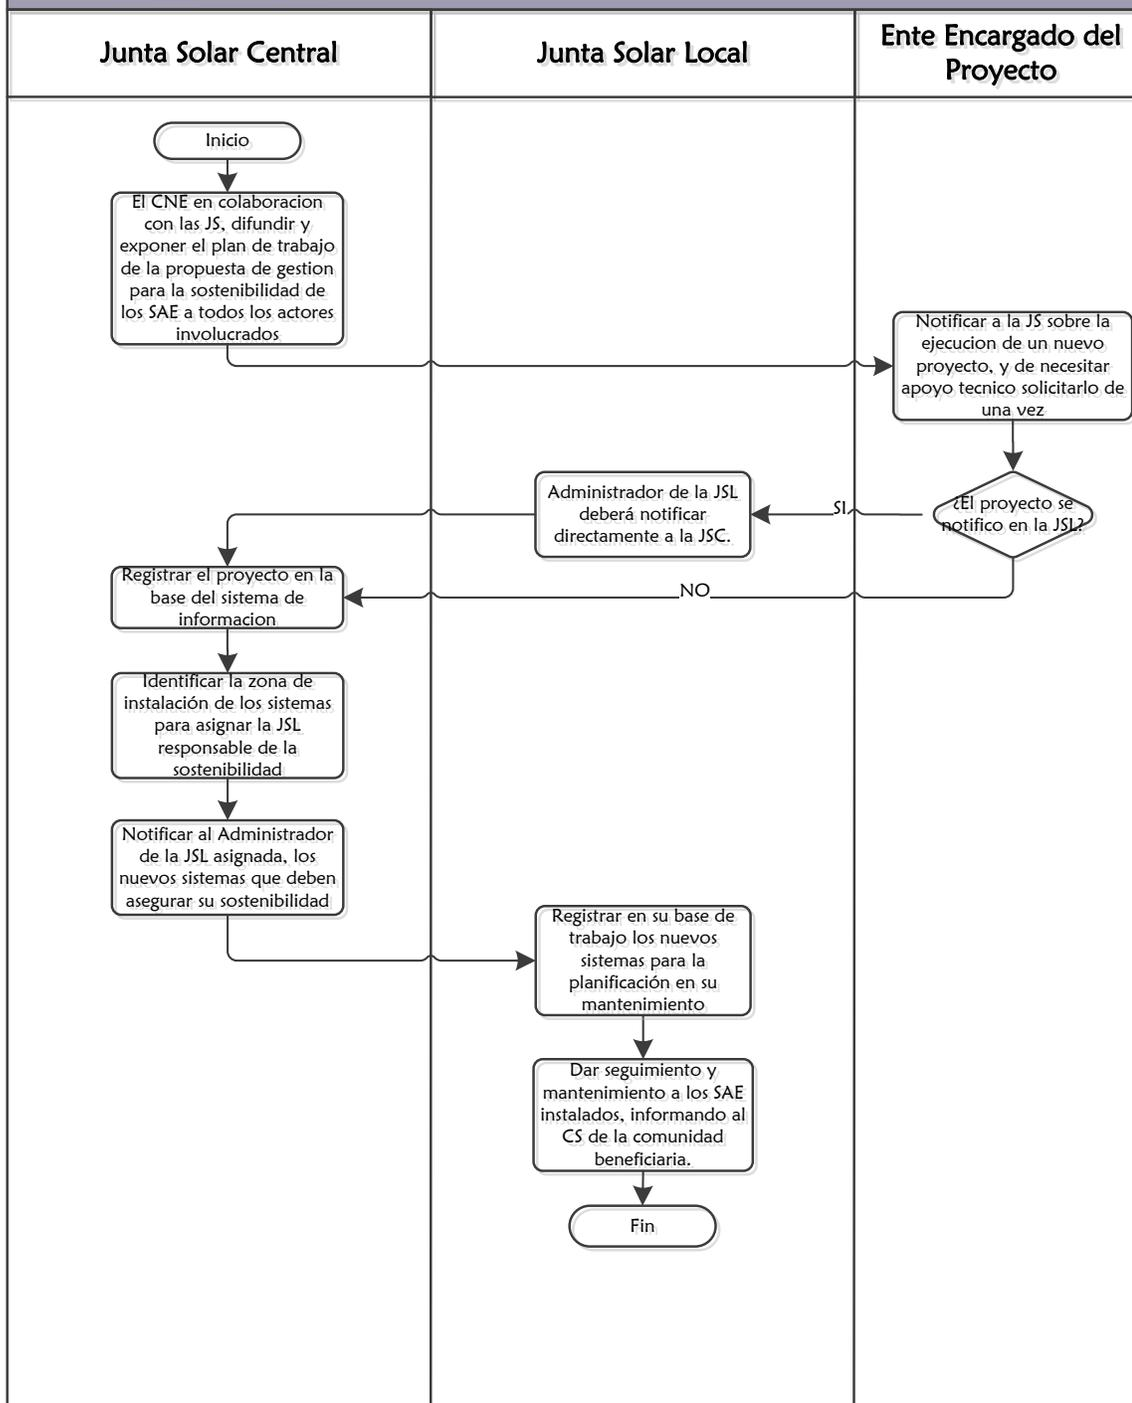 Junta Solar Central
Junta Solar Local
Ente Encargado del
Proyecto
Inicio
El CNE en colaboracion
con las JS, difundir y
exponer el plan de trabajo
de la propuesta de gestion
para la sostenibilidad de
los SAE a todos los actores
involucrados
Notificar a la JS sobre la
ejecucion de un nuevo
proyecto, y de necesitar
apoyo tecnico solicitarlo de
una vez
¿El proyecto se
notifico en la JSL?
SI
Administrador de la JSL
deberá notificar
directamente a la JSC.
NO
Registrar el proyecto en la
base del sistema de
informacion
Identificar la zona de
instalación de los sistemas
para asignar la JSL
responsable de la
sostenibilidad
Notificar al Administrador
de la JSL asignada, los
nuevos sistemas que deben
asegurar su sostenibilidad
Registrar en su base de
trabajo los nuevos
sistemas para la
planificación en su
mantenimiento
Dar seguimiento y
mantenimiento a los SAE
instalados, informando al
CS de la comunidad
beneficiaria.
Fin